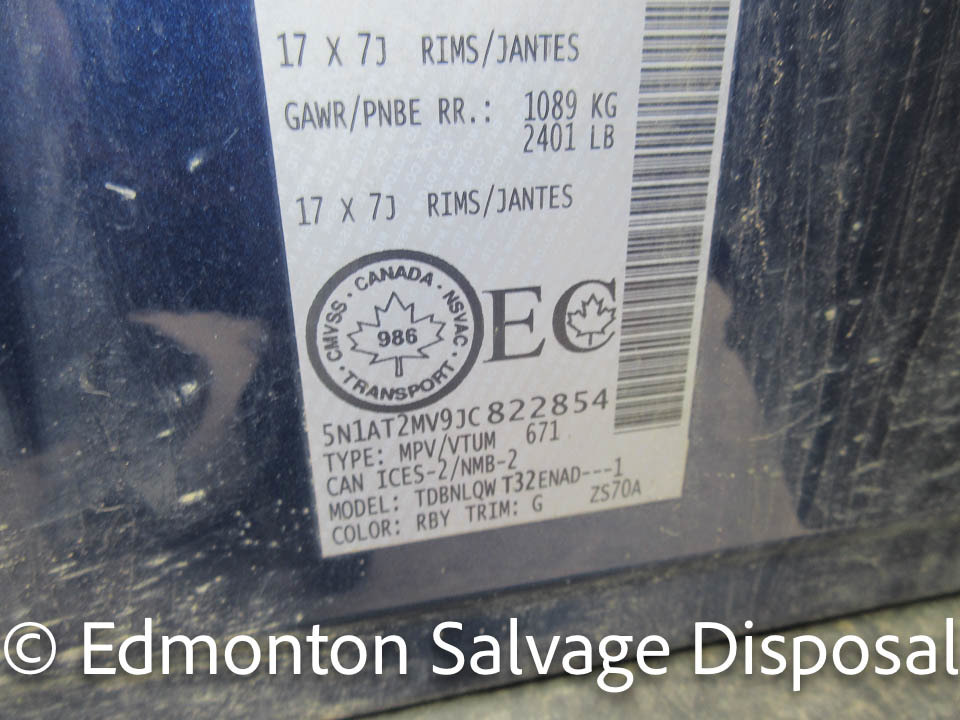 17 X 7J RIMS/JANTES
GAWR/PNBE RR.: 1089 KG
2401 LB
17 X 7J RIMS/JANTES
CANADA · NSVAC · TRANSPORT · CMVSS ·
986
EC
5N1AT2MV9JC822854
TYPE: MPV/VTUM 671
CAN ICES-2/NMB-2
MODEL: TDBNLQW T32ENAD---1
COLOR: RBY TRIM: G ZS70A
© Edmonton Salvage Disposal